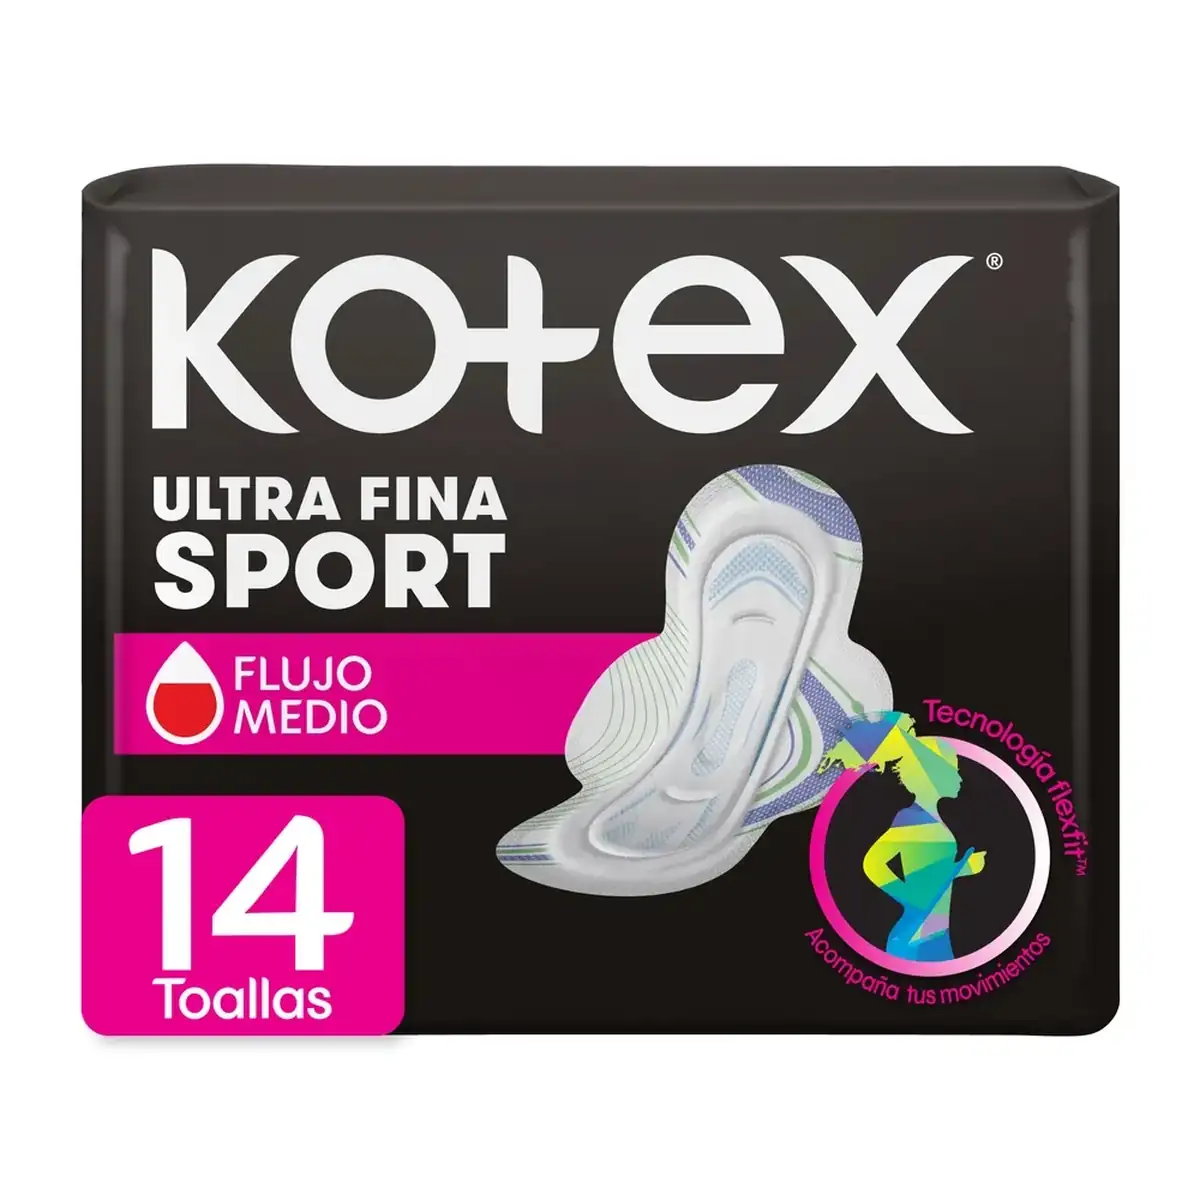 Kotex®
ULTRA FINA
SPORT
FLUJO
MEDIO
Tecnología flexfit™
Acompaña tus movimientos
14
Toallas